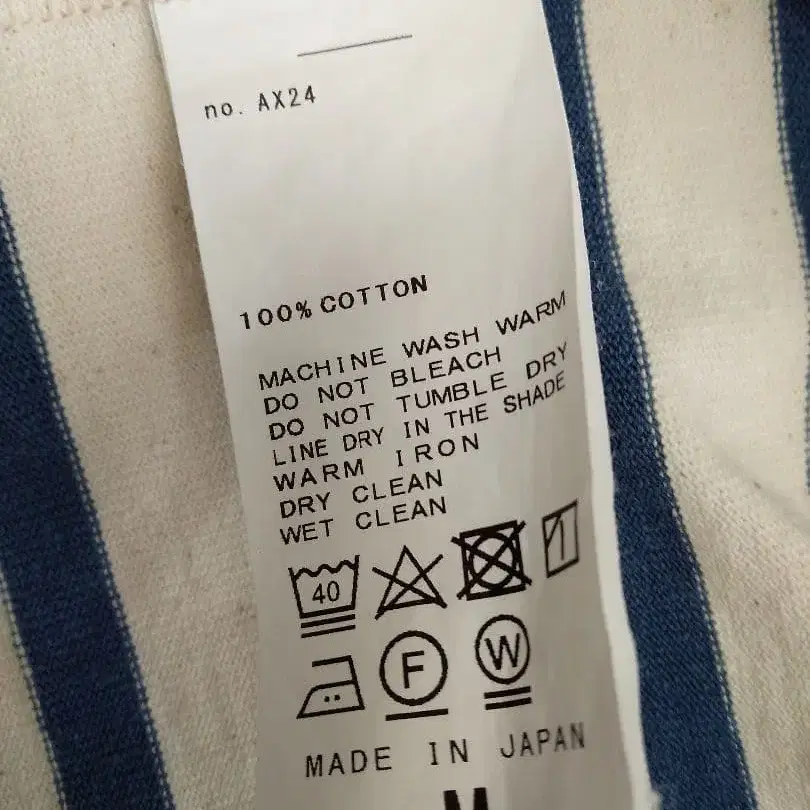 no. AX24
100% COTTON
MACHINE WASH WARM
DO NOT BLEACH
DO NOT TUMBLE DRY
LINE DRY IN THE SHADE
WARM IRON
DRY CLEAN
WET CLEAN
40
F W
MADE IN JAPAN
M